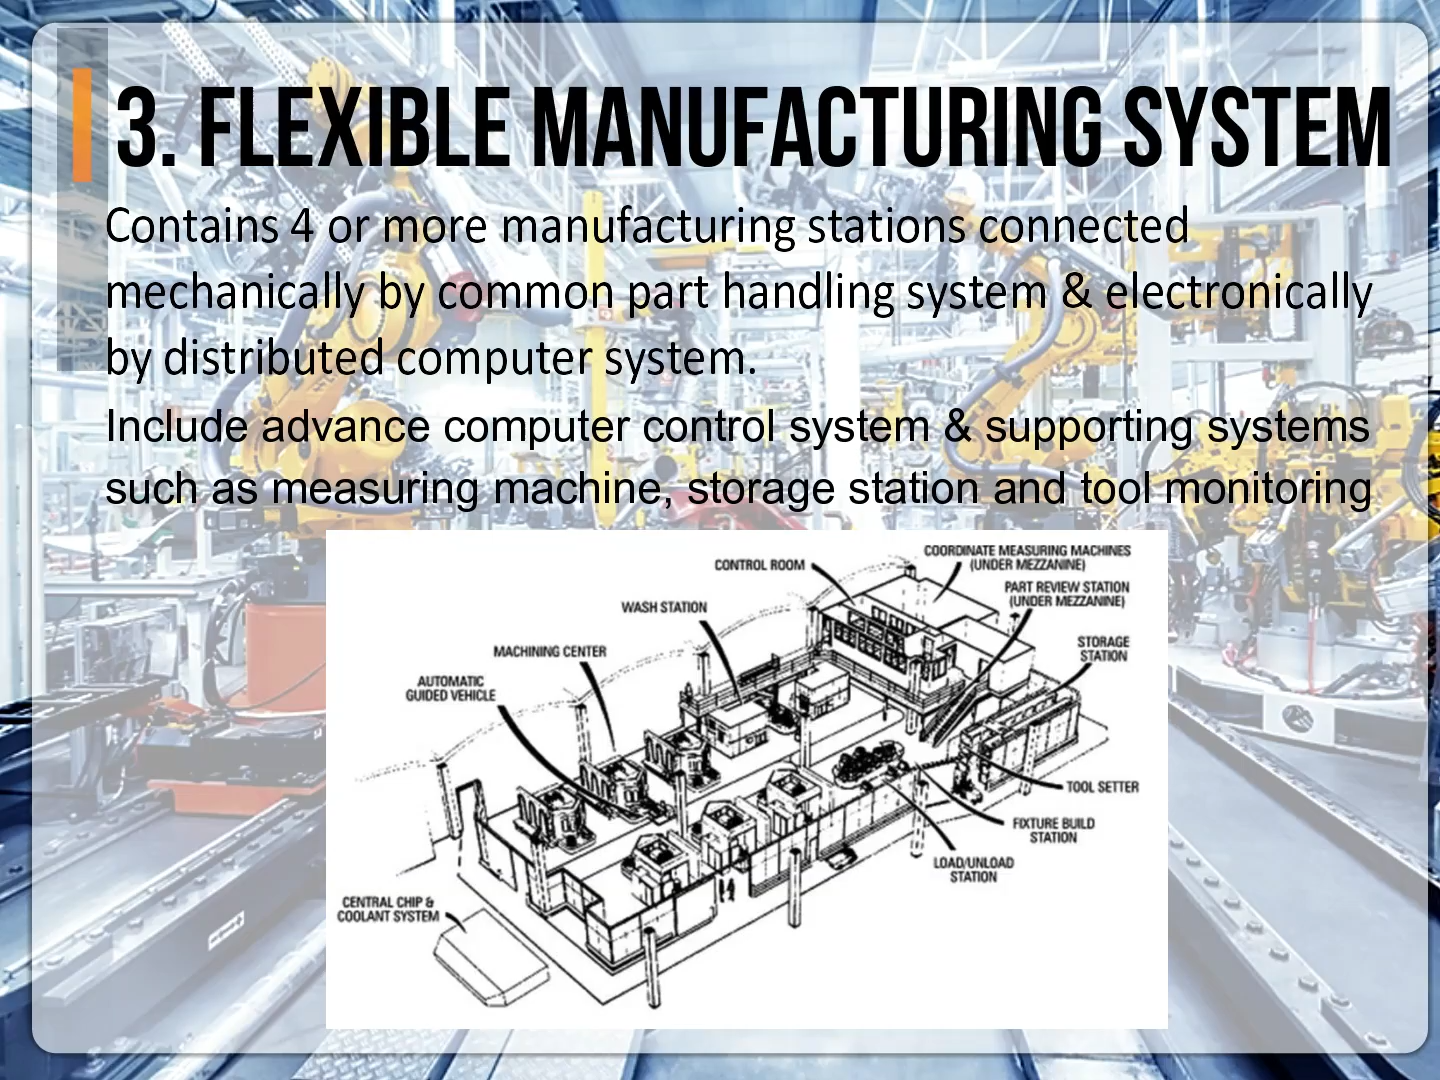 3. FLEXIBLE MANUFACTURING SYSTEM
Contains 4 or more manufacturing stations connected
mechanically by common part handling system & electronically
by distributed computer system.
Include advance computer control system & supporting systems
such as measuring machine, storage station and tool monitoring
COORDINATE MEASURING MACHINES
(UNDER MEZZANINE)
CONTROL ROOM
PART REVIEW STATION
(UNDER MEZZANINE)
WASH STATION
STORAGE
STATION
MACHINING CENTER
AUTOMATIC
GUIDED VEHICLE
TOOL SETTER
FIXTURE BUILD
STATION
LOAD/UNLOAD
STATION
CENTRAL CHIP &
COOLANT SYSTEM